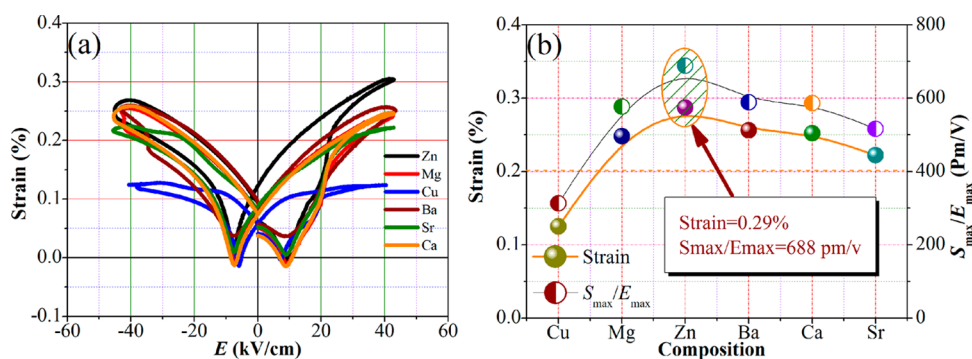 (a)
Strain (%)
0.4
0.3
0.2
0.1
0.0
-0.1
-60
-40
-20
0
20
40
60
E (kV/cm)
Zn
Mg
Cu
Ba
Sr
Ca
(b)
Strain (%)
0.4
0.3
0.2
0.1
0.0
Strain=0.29%
Smax/Emax=688 pm/v
Strain
Smax/Emax
Cu
Mg
Zn
Ba
Ca
Sr
Composition
800
600
400
200
0
Smax/Emax (Pm/V)